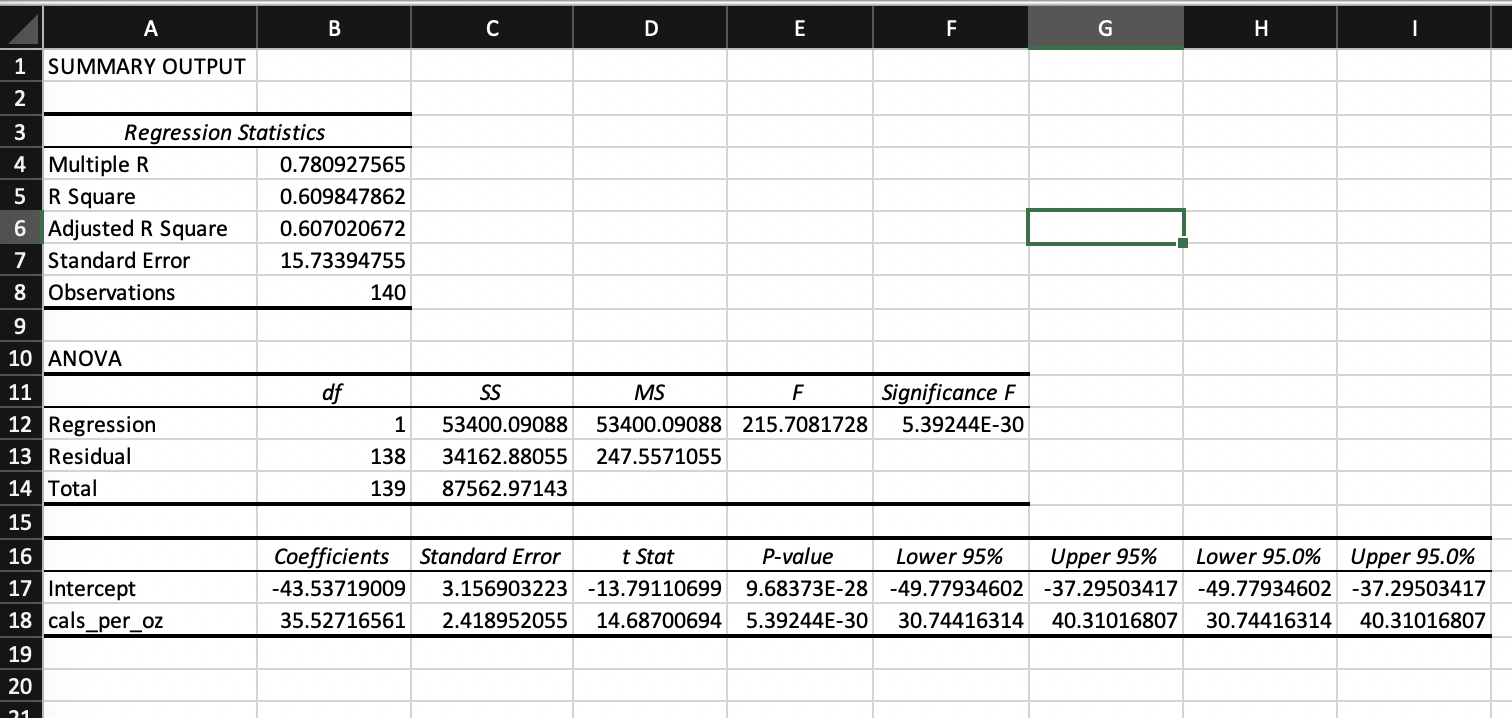 A B C D E F G H I
1 SUMMARY OUTPUT
2
3 Regression Statistics
4 Multiple R 0.780927565
5 R Square 0.609847862
6 Adjusted R Square 0.607020672
7 Standard Error 15.73394755
8 Observations 140
9
10 ANOVA
11 df SS MS F Significance F
12 Regression 1 53400.09088 53400.09088 215.7081728 5.39244E-30
13 Residual 138 34162.88055 247.5571055
14 Total 139 87562.97143
15
16 Coefficients Standard Error t Stat P-value Lower 95% Upper 95% Lower 95.0% Upper 95.0%
17 Intercept -43.53719009 3.156903223 -13.79110699 9.68373E-28 -49.77934602 -37.29503417 -49.77934602 -37.29503417
18 cals_per_oz 35.52716561 2.418952055 14.68700694 5.39244E-30 30.74416314 40.31016807 30.74416314 40.31016807
19
20
21